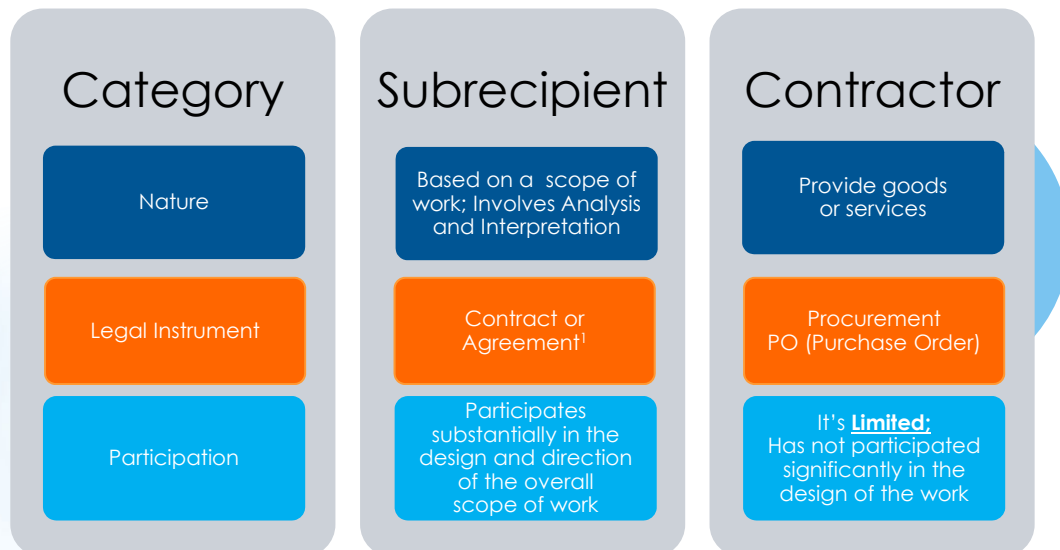 Category
Nature
Legal Instrument
Participation
Subrecipient
Based on a scope of
work; Involves Analysis
and Interpretation
Contract or
Agreement¹
Participates
substantially in the
design and direction
of the overall
scope of work
Contractor
Provide goods
or services
Procurement
PO (Purchase Order)
It's Limited;
Has not participated
significantly in the
design of the work